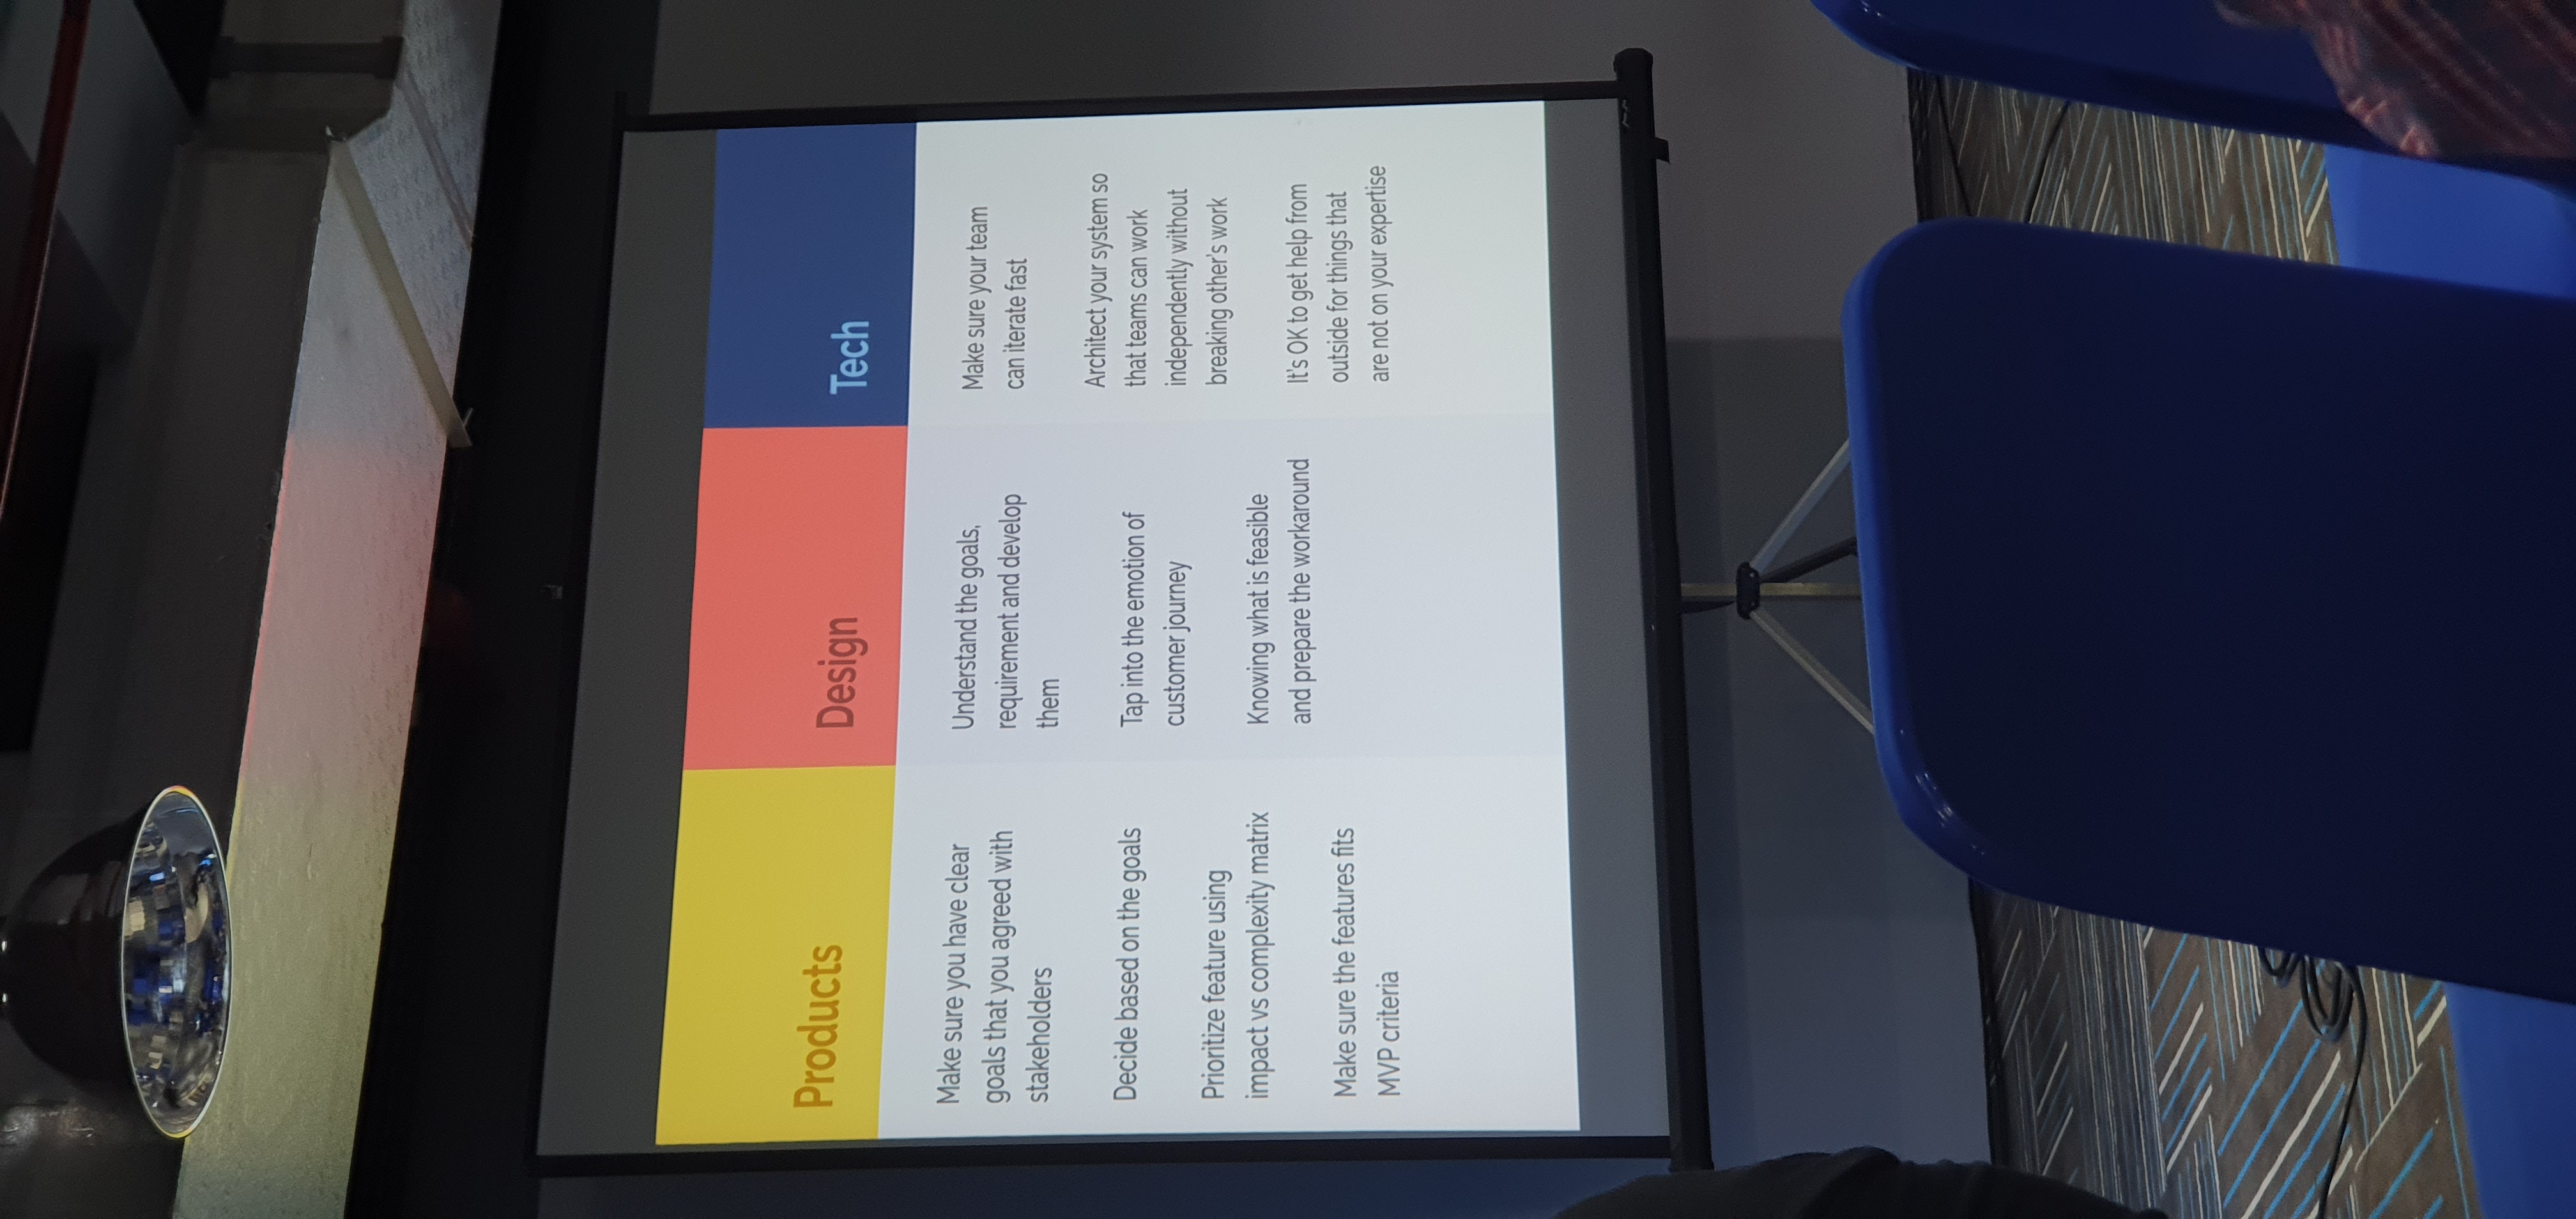 Products
Make sure you have clear
goals that you agreed with
stakeholders
Decide based on the goals
Prioritize feature using
impact vs complexity matrix
Make sure the features fits
MVP criteria
Design
Understand the goals,
requirement and develop
them
Tap into the emotion of
customer journey
Knowing what is feasible
and prepare the workaround
Tech
Make sure your team
can iterate fast
Architect your system so
that teams can work
independently without
breaking other's work
It's OK to get help from
outside for things that
are not on your expertise